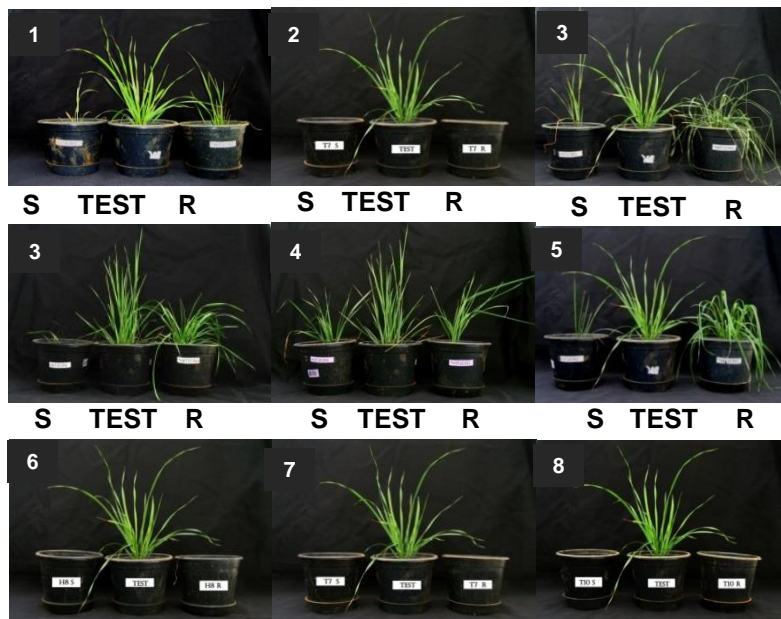 1
2
3
T7 S
TEST
T7 R
S TEST R
S TEST R
S TEST R
3
4
5
S TEST R
S TEST R
S TEST R
6
7
8
H8 S
TEST
H8 R
T7 S
TEST
T7 R
T10 S
TEST
T10 R